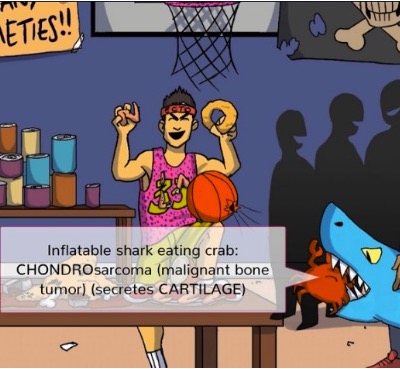 ETIES!!
Inflatable shark eating crab:
CHONDROsarcoma (malignant bone
tumor) (secretes CARTILAGE)